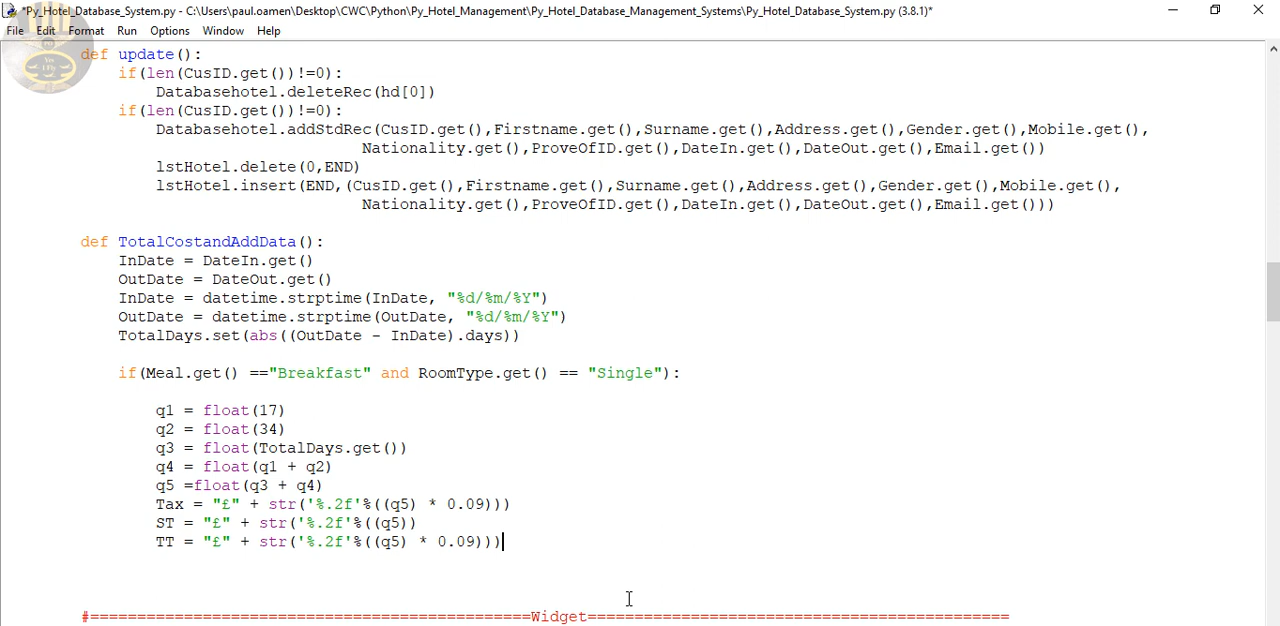 *Py_Hotel_Database_System.py - C:\Users\paul.oamen\Desktop\CWC\Python\Py_Hotel_Management\Py_Hotel_Database_Management_Systems\Py_Hotel_Database_System.py (3.8.1)*
File Edit Format Run Options Window Help
def update():
if(len(CusID.get())!=0):
Databasehotel.deleteRec(hd[0])
if(len(CusID.get())!=0):
Databasehotel.addStdRec(CusID.get(),Firstname.get(),Surname.get(),Address.get(),Gender.get(),Mobile.get(),
Nationality.get(),ProveOfID.get(),DateIn.get(),DateOut.get(),Email.get())
lstHotel.delete(0,END)
lstHotel.insert(END,(CusID.get(),Firstname.get(),Surname.get(),Address.get(),Gender.get(),Mobile.get(),
Nationality.get(),ProveOfID.get(),DateIn.get(),DateOut.get(),Email.get()))
def TotalCostandAddData():
InDate = DateIn.get()
OutDate = DateOut.get()
InDate = datetime.strptime(InDate, "%d/%m/%Y")
OutDate = datetime.strptime(OutDate, "%d/%m/%Y")
TotalDays.set(abs((OutDate - InDate).days))
if(Meal.get() =="Breakfast" and RoomType.get() == "Single"):
q1 = float(17)
q2 = float(34)
q3 = float(TotalDays.get())
q4 = float(q1 + q2)
q5 =float(q3 + q4)
Tax = "£" + str('%.2f'%((q5) * 0.09)))
ST = "£" + str('%.2f'%((q5))
TT = "£" + str('%.2f'%((q5) * 0.09)))
#===============================================Widget=============================================